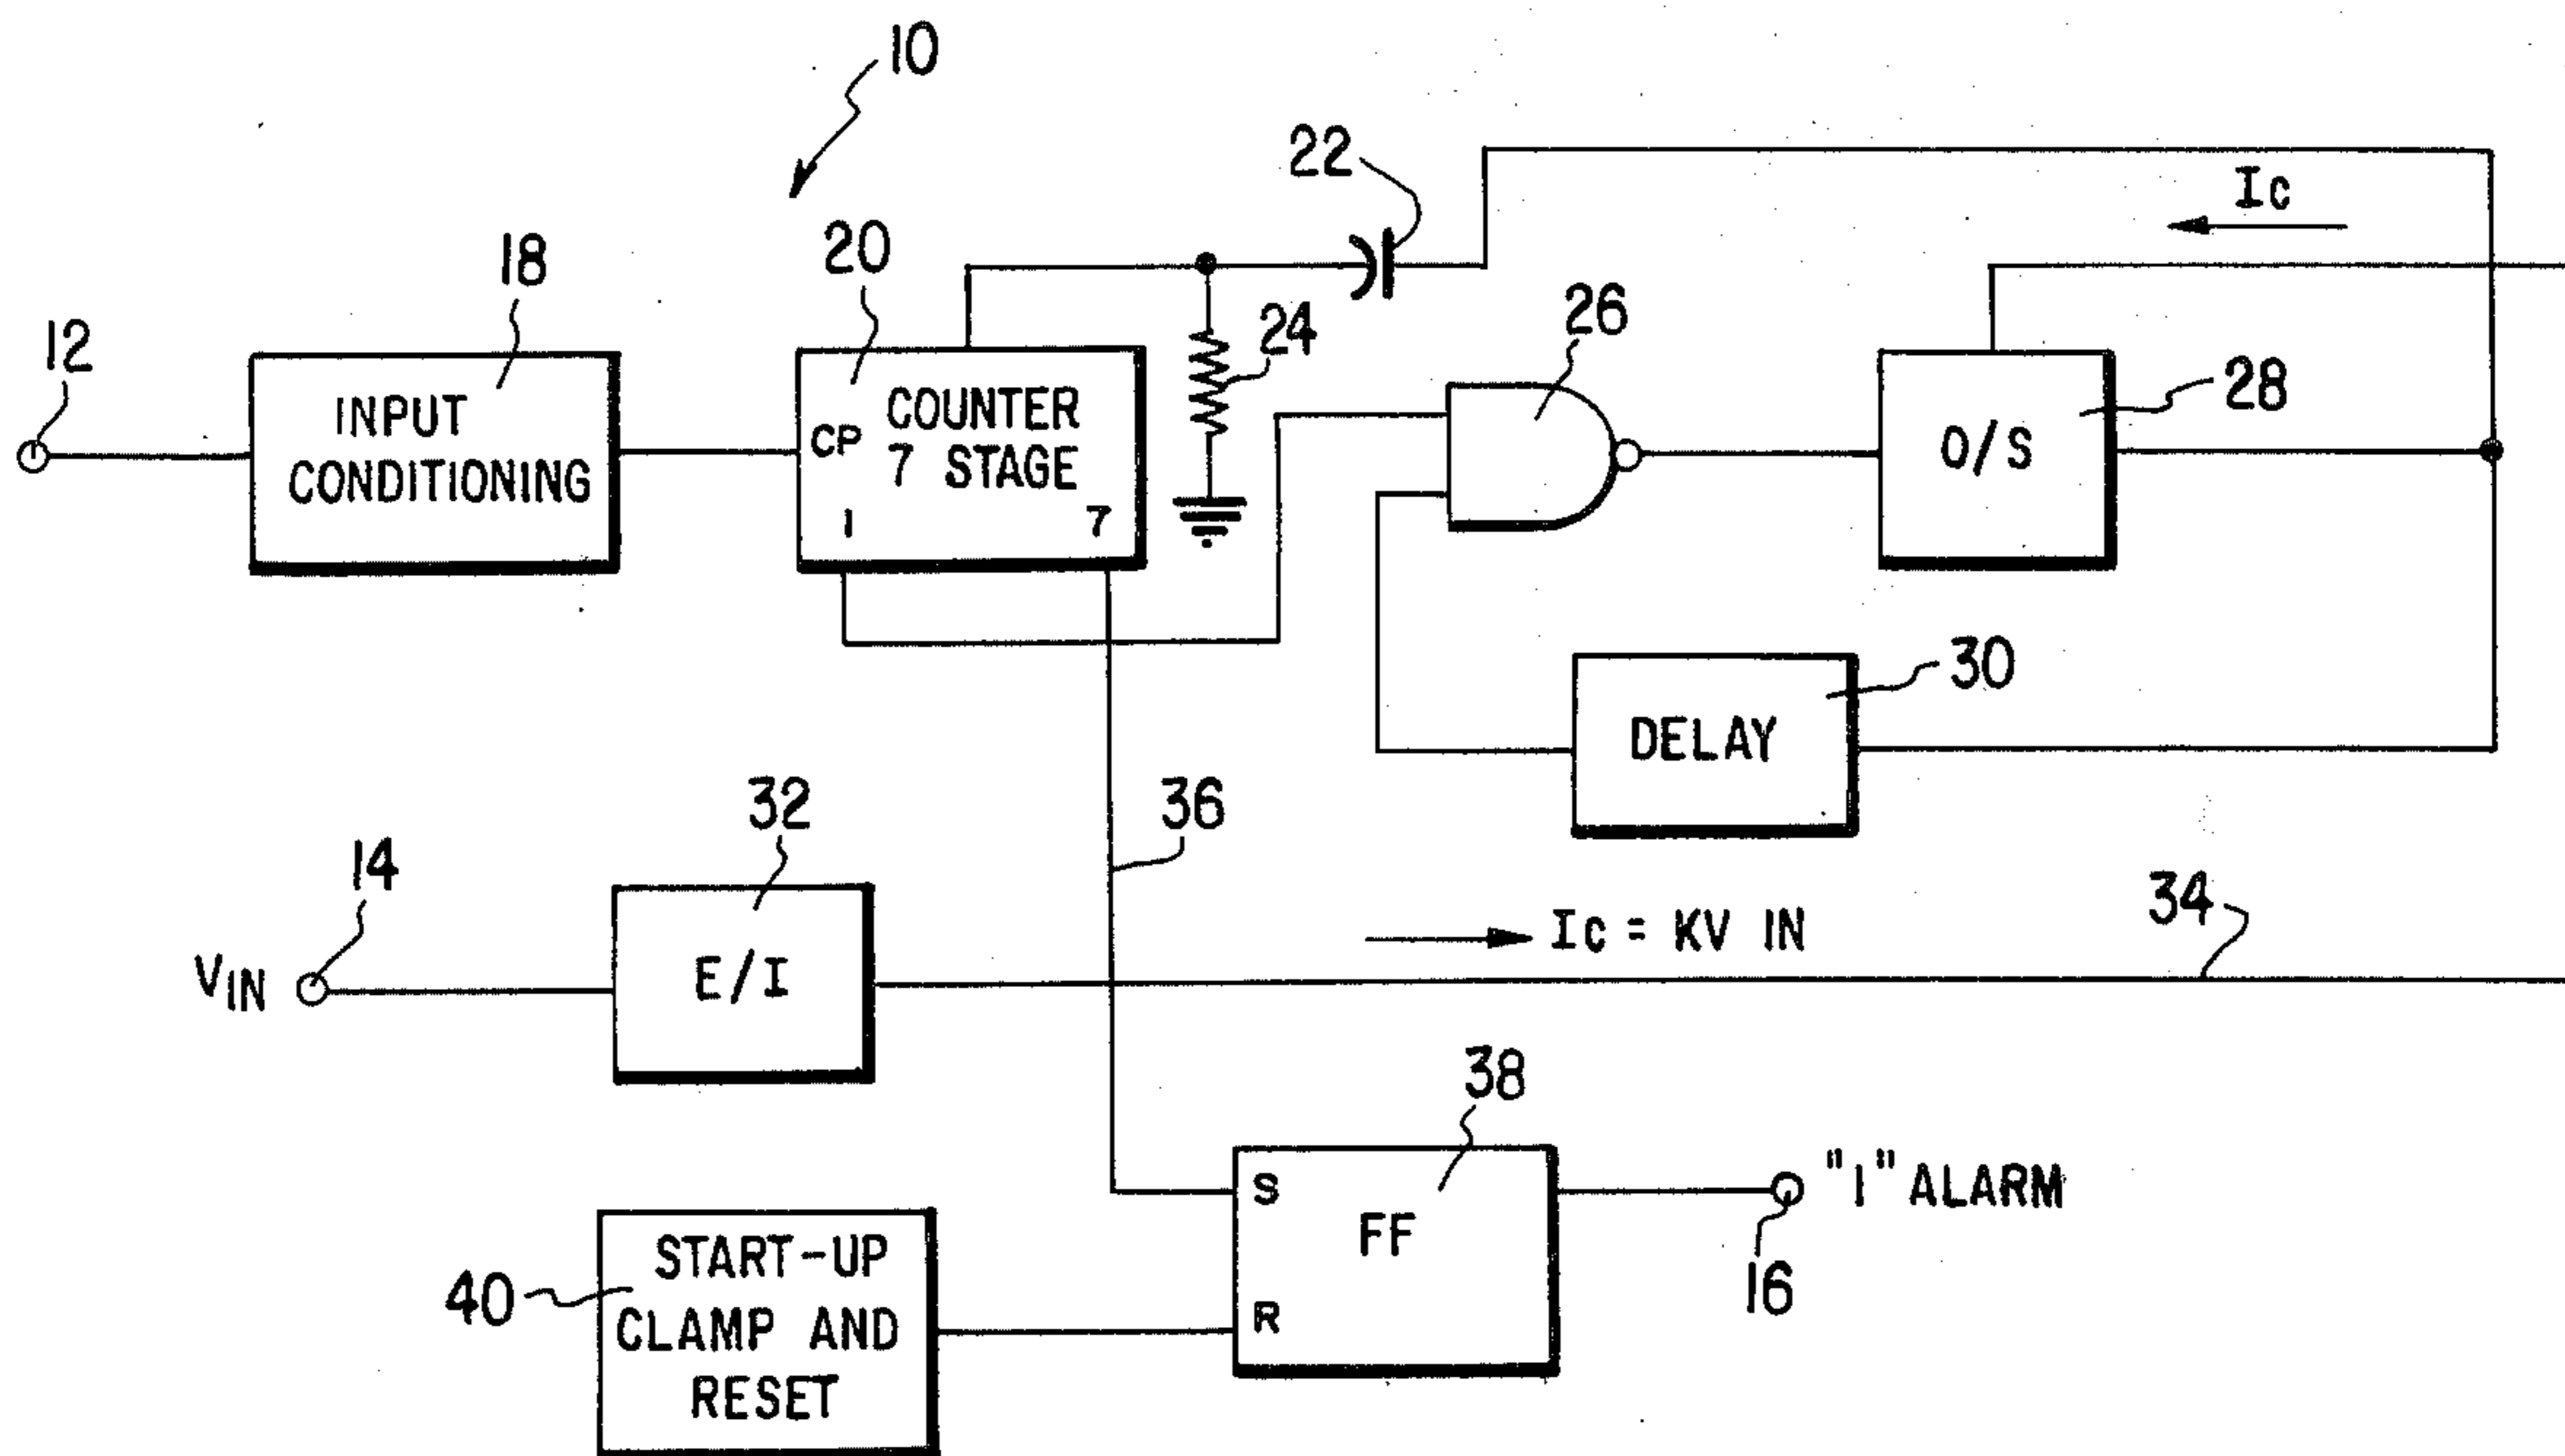 10
22
Ic
18
20
12
24
26
28
INPUT
CONDITIONING
CP
COUNTER
7 STAGE
1
7
O/S
30
DELAY
32
36
14
34
VIN
E/I
Ic = KV IN
38
S
FF
R
"1" ALARM
16
40
START-UP
CLAMP AND
RESET